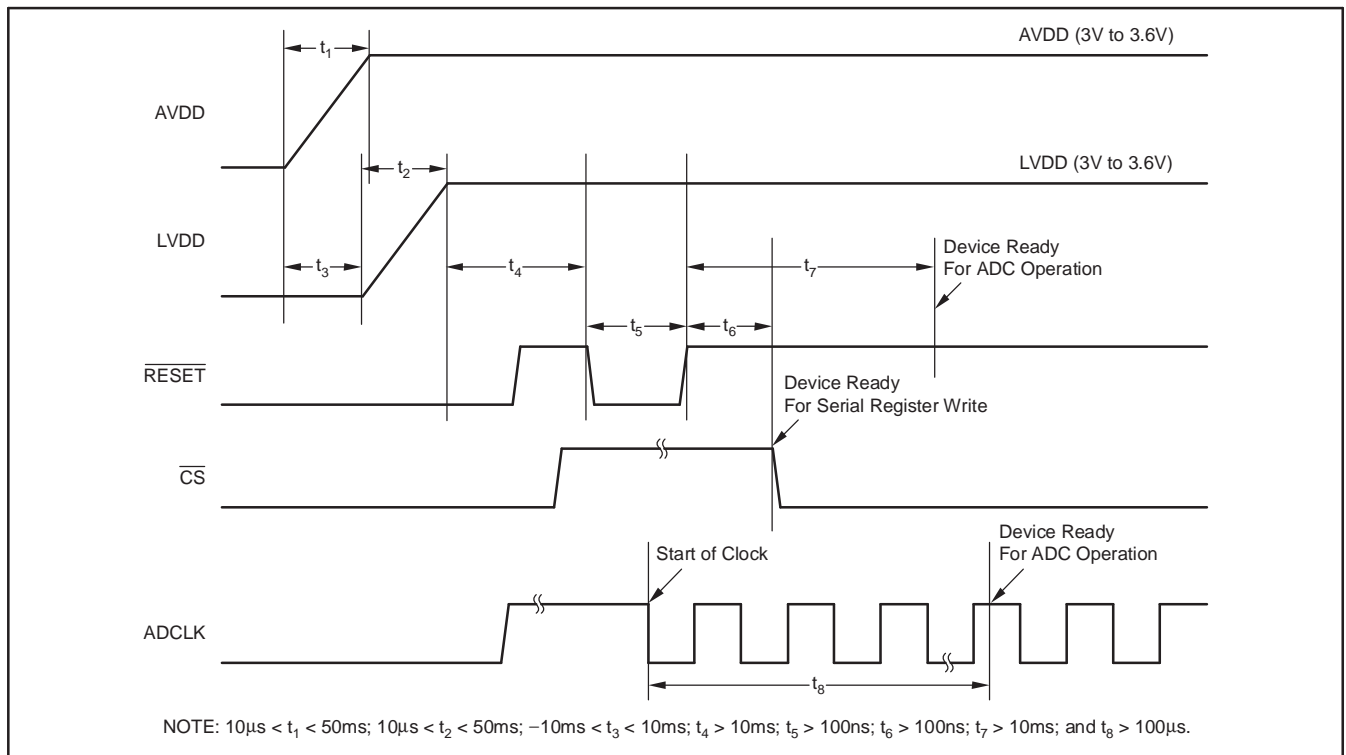 t1
AVDD (3V to 3.6V)
AVDD
t2
LVDD (3V to 3.6V)
LVDD
t3
t4
t7
Device Ready
For ADC Operation
t5
t6
RESET
Device Ready
For Serial Register Write
CS
Start of Clock
Device Ready
For ADC Operation
ADCLK
t8
NOTE: 10μs < t1 < 50ms; 10μs < t2 < 50ms; −10ms < t3 < 10ms; t4 > 10ms; t5 > 100ns; t6 > 100ns; t7 > 10ms; and t8 > 100μs.